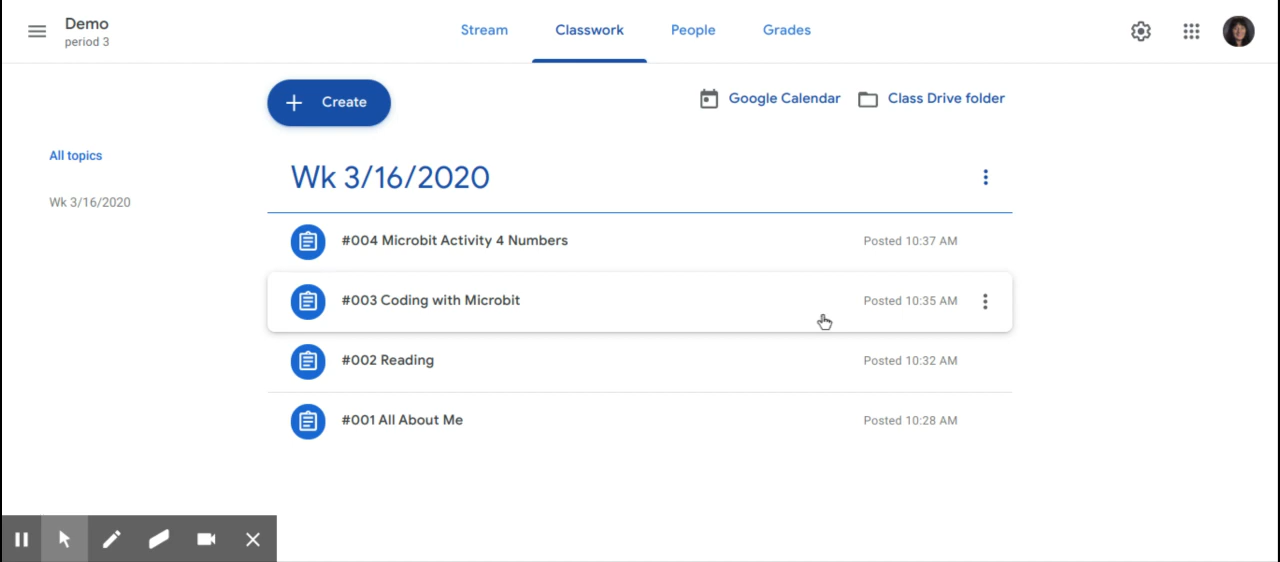 Demo
period 3
Stream
Classwork
People
Grades
Create
Google Calendar
Class Drive folder
All topics
Wk 3/16/2020
Wk 3/16/2020
#004 Microbit Activity 4 Numbers
Posted 10:37 AM
#003 Coding with Microbit
Posted 10:35 AM
#002 Reading
Posted 10:32 AM
#001 All About Me
Posted 10:28 AM